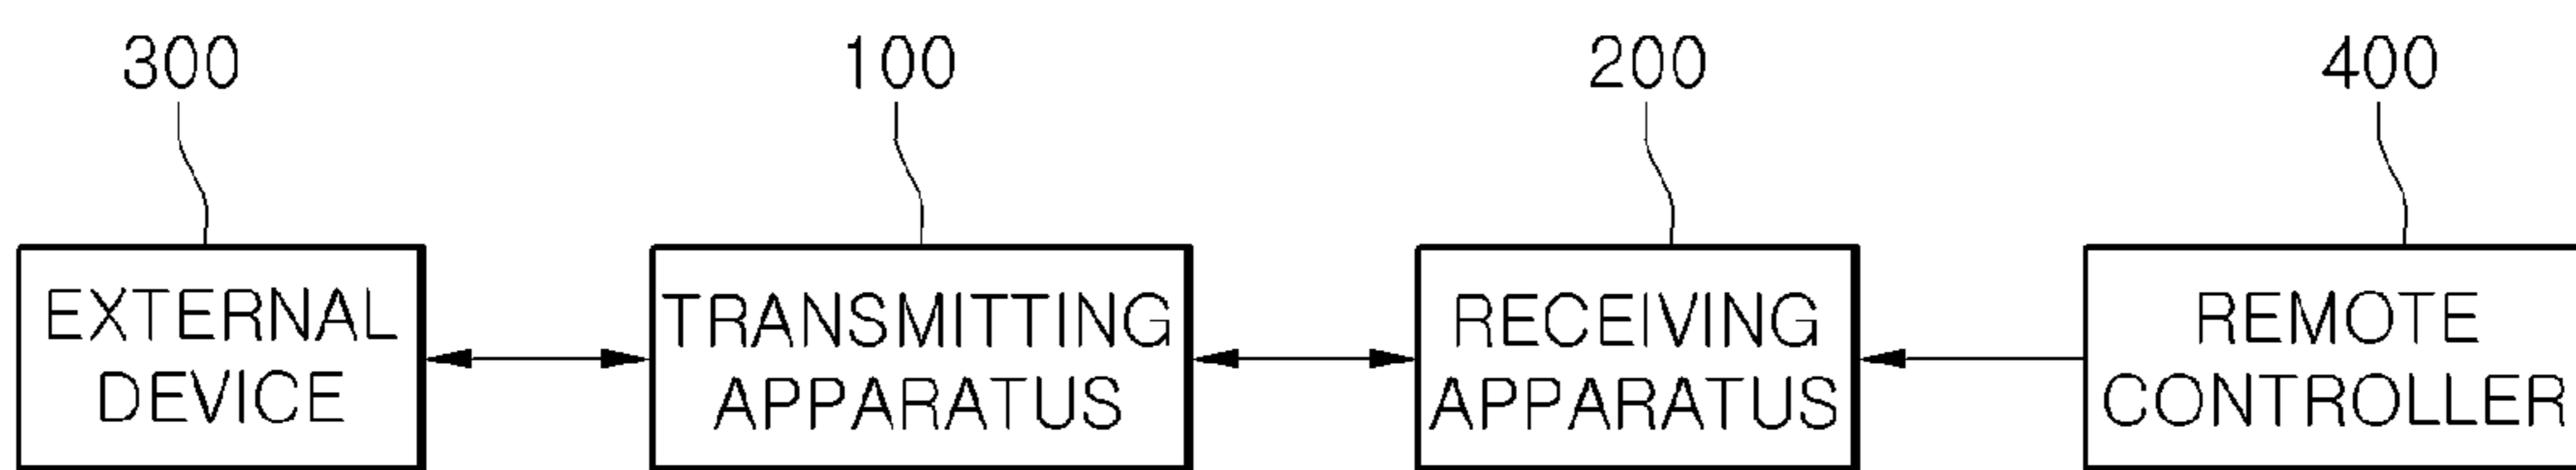 300
100
200
400
EXTERNAL
DEVICE
TRANSMITTING
APPARATUS
RECEIVING
APPARATUS
REMOTE
CONTROLLER